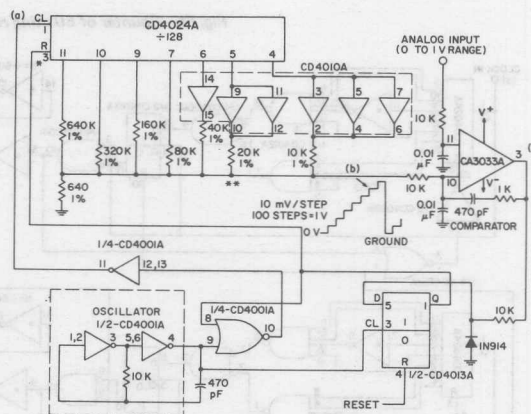 (a)
CL
1
R
3
*
CD4024A
÷128
11
10
9
7
6
5
4
CD4010A
14
15
9
10
11
12
3
2
5
4
7
6
640K
1%
320K
1%
160K
1%
80K
1%
40K
1%
20K
1%
**
10K
1%
640
1%
ANALOG INPUT
(0 TO 1V RANGE)
10K
0.01
µF
11
V+
CA3033A
3
10
V-
(b)
10K
0.01
µF
1K
470 pF
COMPARATOR
10 mV/STEP
100 STEPS=1V
0V
GROUND
1/4-CD4001A
11
12,13
OSCILLATOR
1/2-CD4001A
1,2
3
5,6
4
10K
470
pF
1/4-CD4001A
8
9
10
D
5
1
Q
CL
3
1
0
R
4
1/2-CD4013A
RESET
10K
1N914